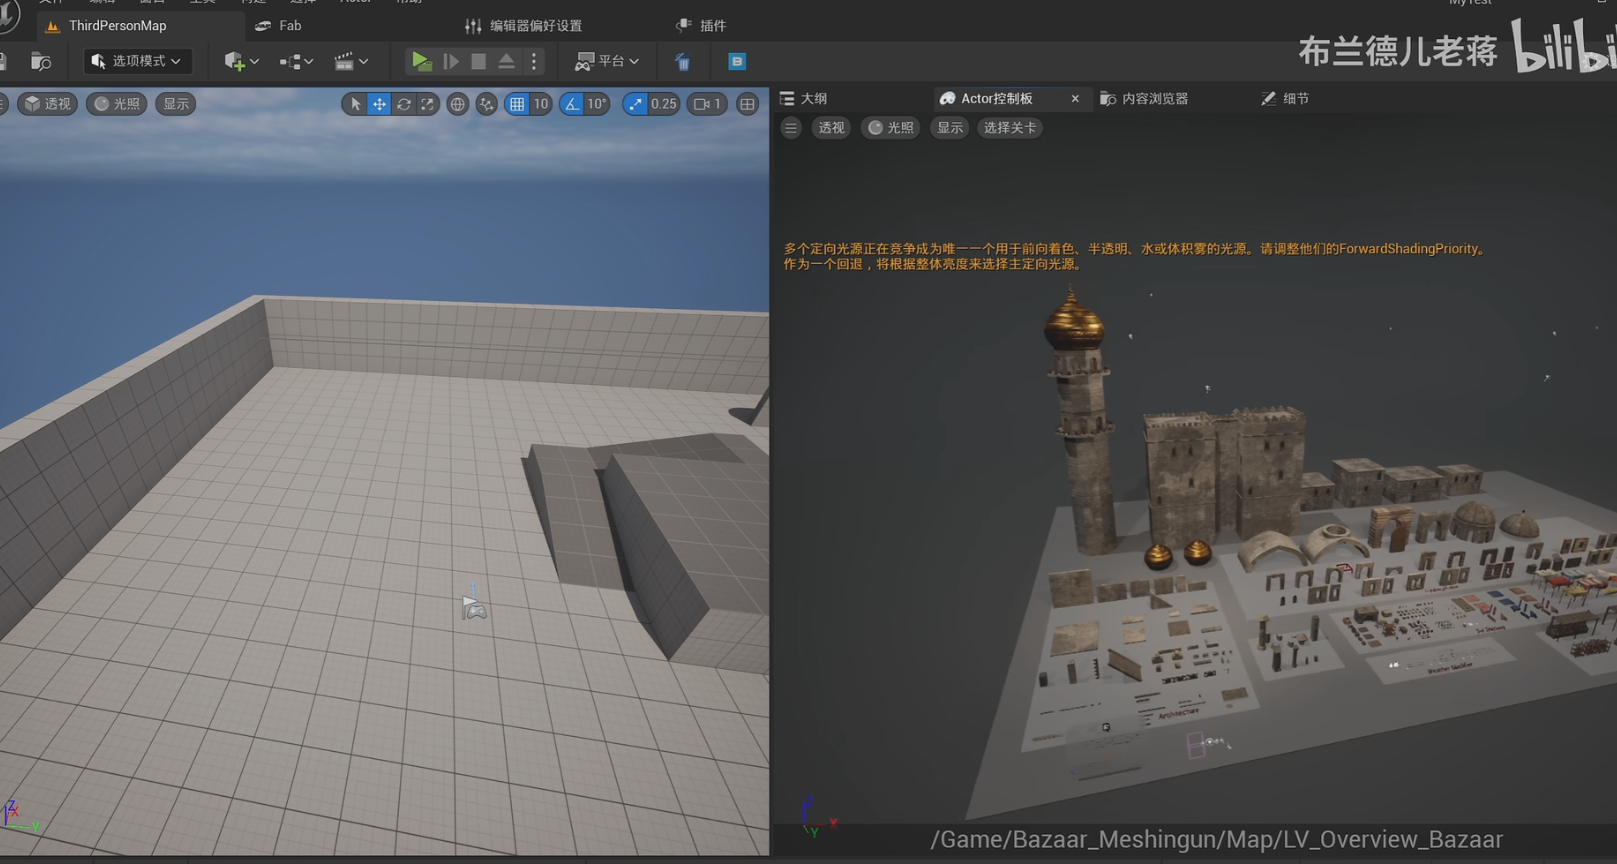 MyTest
ThirdPersonMap
Fab
编辑器偏好设置
插件
布兰德儿老蒋
选项模式
平台
B
透视
光照
显示
10
10°
0.25
1
大纲
Actor控制板
内容浏览器
细节
透视
光照
显示
选择关卡
多个定向光源正在竞争成为唯一一个用于前向着色、半透明、水或体积雾的光源。请调整他们的ForwardShadingPriority。
作为一个回退，将根据整体亮度来选择主定向光源。
Architecture
Z
X
Y
Z
X
Y
/Game/Bazaar_Meshingun/Map/LV_Overview_Bazaar